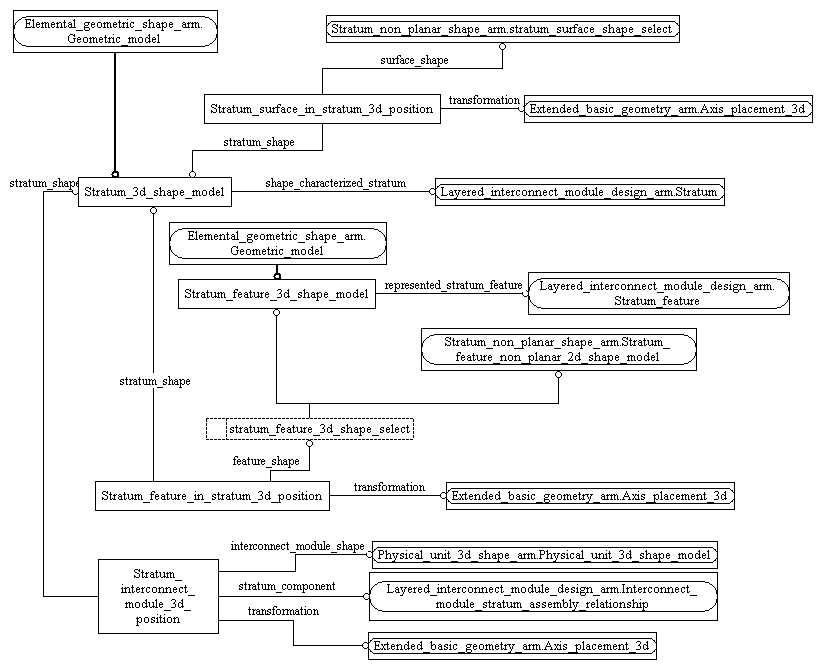 Elemental_geometric_shape_arm.
Geometric_model
Stratum_non_planar_shape_arm.stratum_surface_shape_select
surface_shape
Stratum_surface_in_stratum_3d_position
transformation
Extended_basic_geometry_arm.Axis_placement_3d
stratum_shape
stratum_shape
Stratum_3d_shape_model
shape_characterized_stratum
Layered_interconnect_module_design_arm.Stratum
Elemental_geometric_shape_arm.
Geometric_model
Stratum_feature_3d_shape_model
represented_stratum_feature
Layered_interconnect_module_design_arm.
Stratum_feature
Stratum_non_planar_shape_arm.Stratum_
feature_non_planar_2d_shape_model
stratum_shape
stratum_feature_3d_shape_select
feature_shape
Stratum_feature_in_stratum_3d_position
transformation
Extended_basic_geometry_arm.Axis_placement_3d
Stratum_
interconnect_
module_3d_
position
interconnect_module_shape
Physical_unit_3d_shape_arm.Physical_unit_3d_shape_model
stratum_component
Layered_interconnect_module_design_arm.Interconnect_
module_stratum_assembly_relationship
transformation
Extended_basic_geometry_arm.Axis_placement_3d